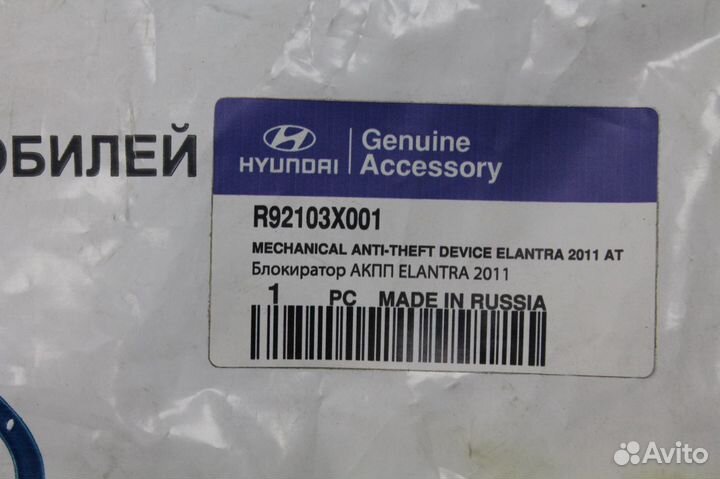 ОБИЛЕЙ
HYUNDAI
Genuine
Accessory
R92103X001
MECHANICAL ANTI-THEFT DEVICE ELANTRA 2011 AT
Блокиратор АКПП ELANTRA 2011
1 PC MADE IN RUSSIA
Avito